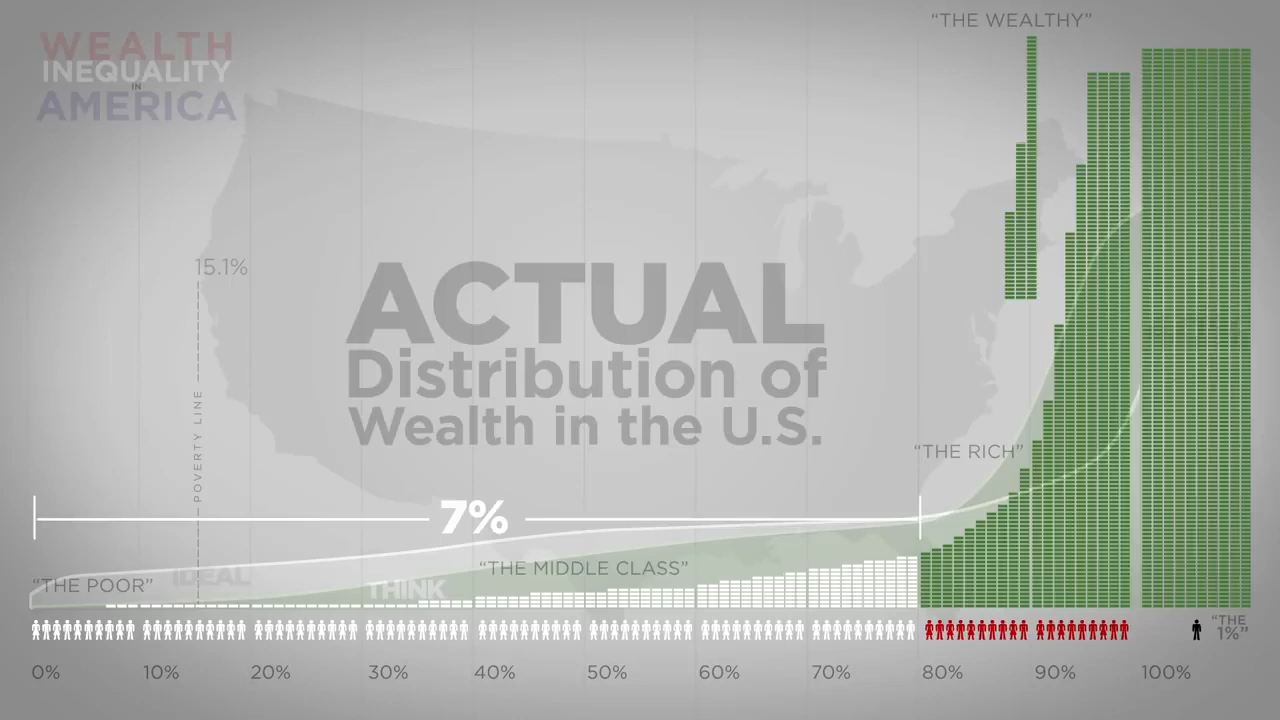 "THE WEALTHY"
WEALTH
INEQUALITY
IN
AMERICA
15.1%
ACTUAL
Distribution of
Wealth in the U.S.
POVERTY LINE
"THE RICH"
7%
"THE MIDDLE CLASS"
"THE POOR"
IDEAL
THINK
"THE
1%"
0% 10% 20% 30% 40% 50% 60% 70% 80% 90% 100%